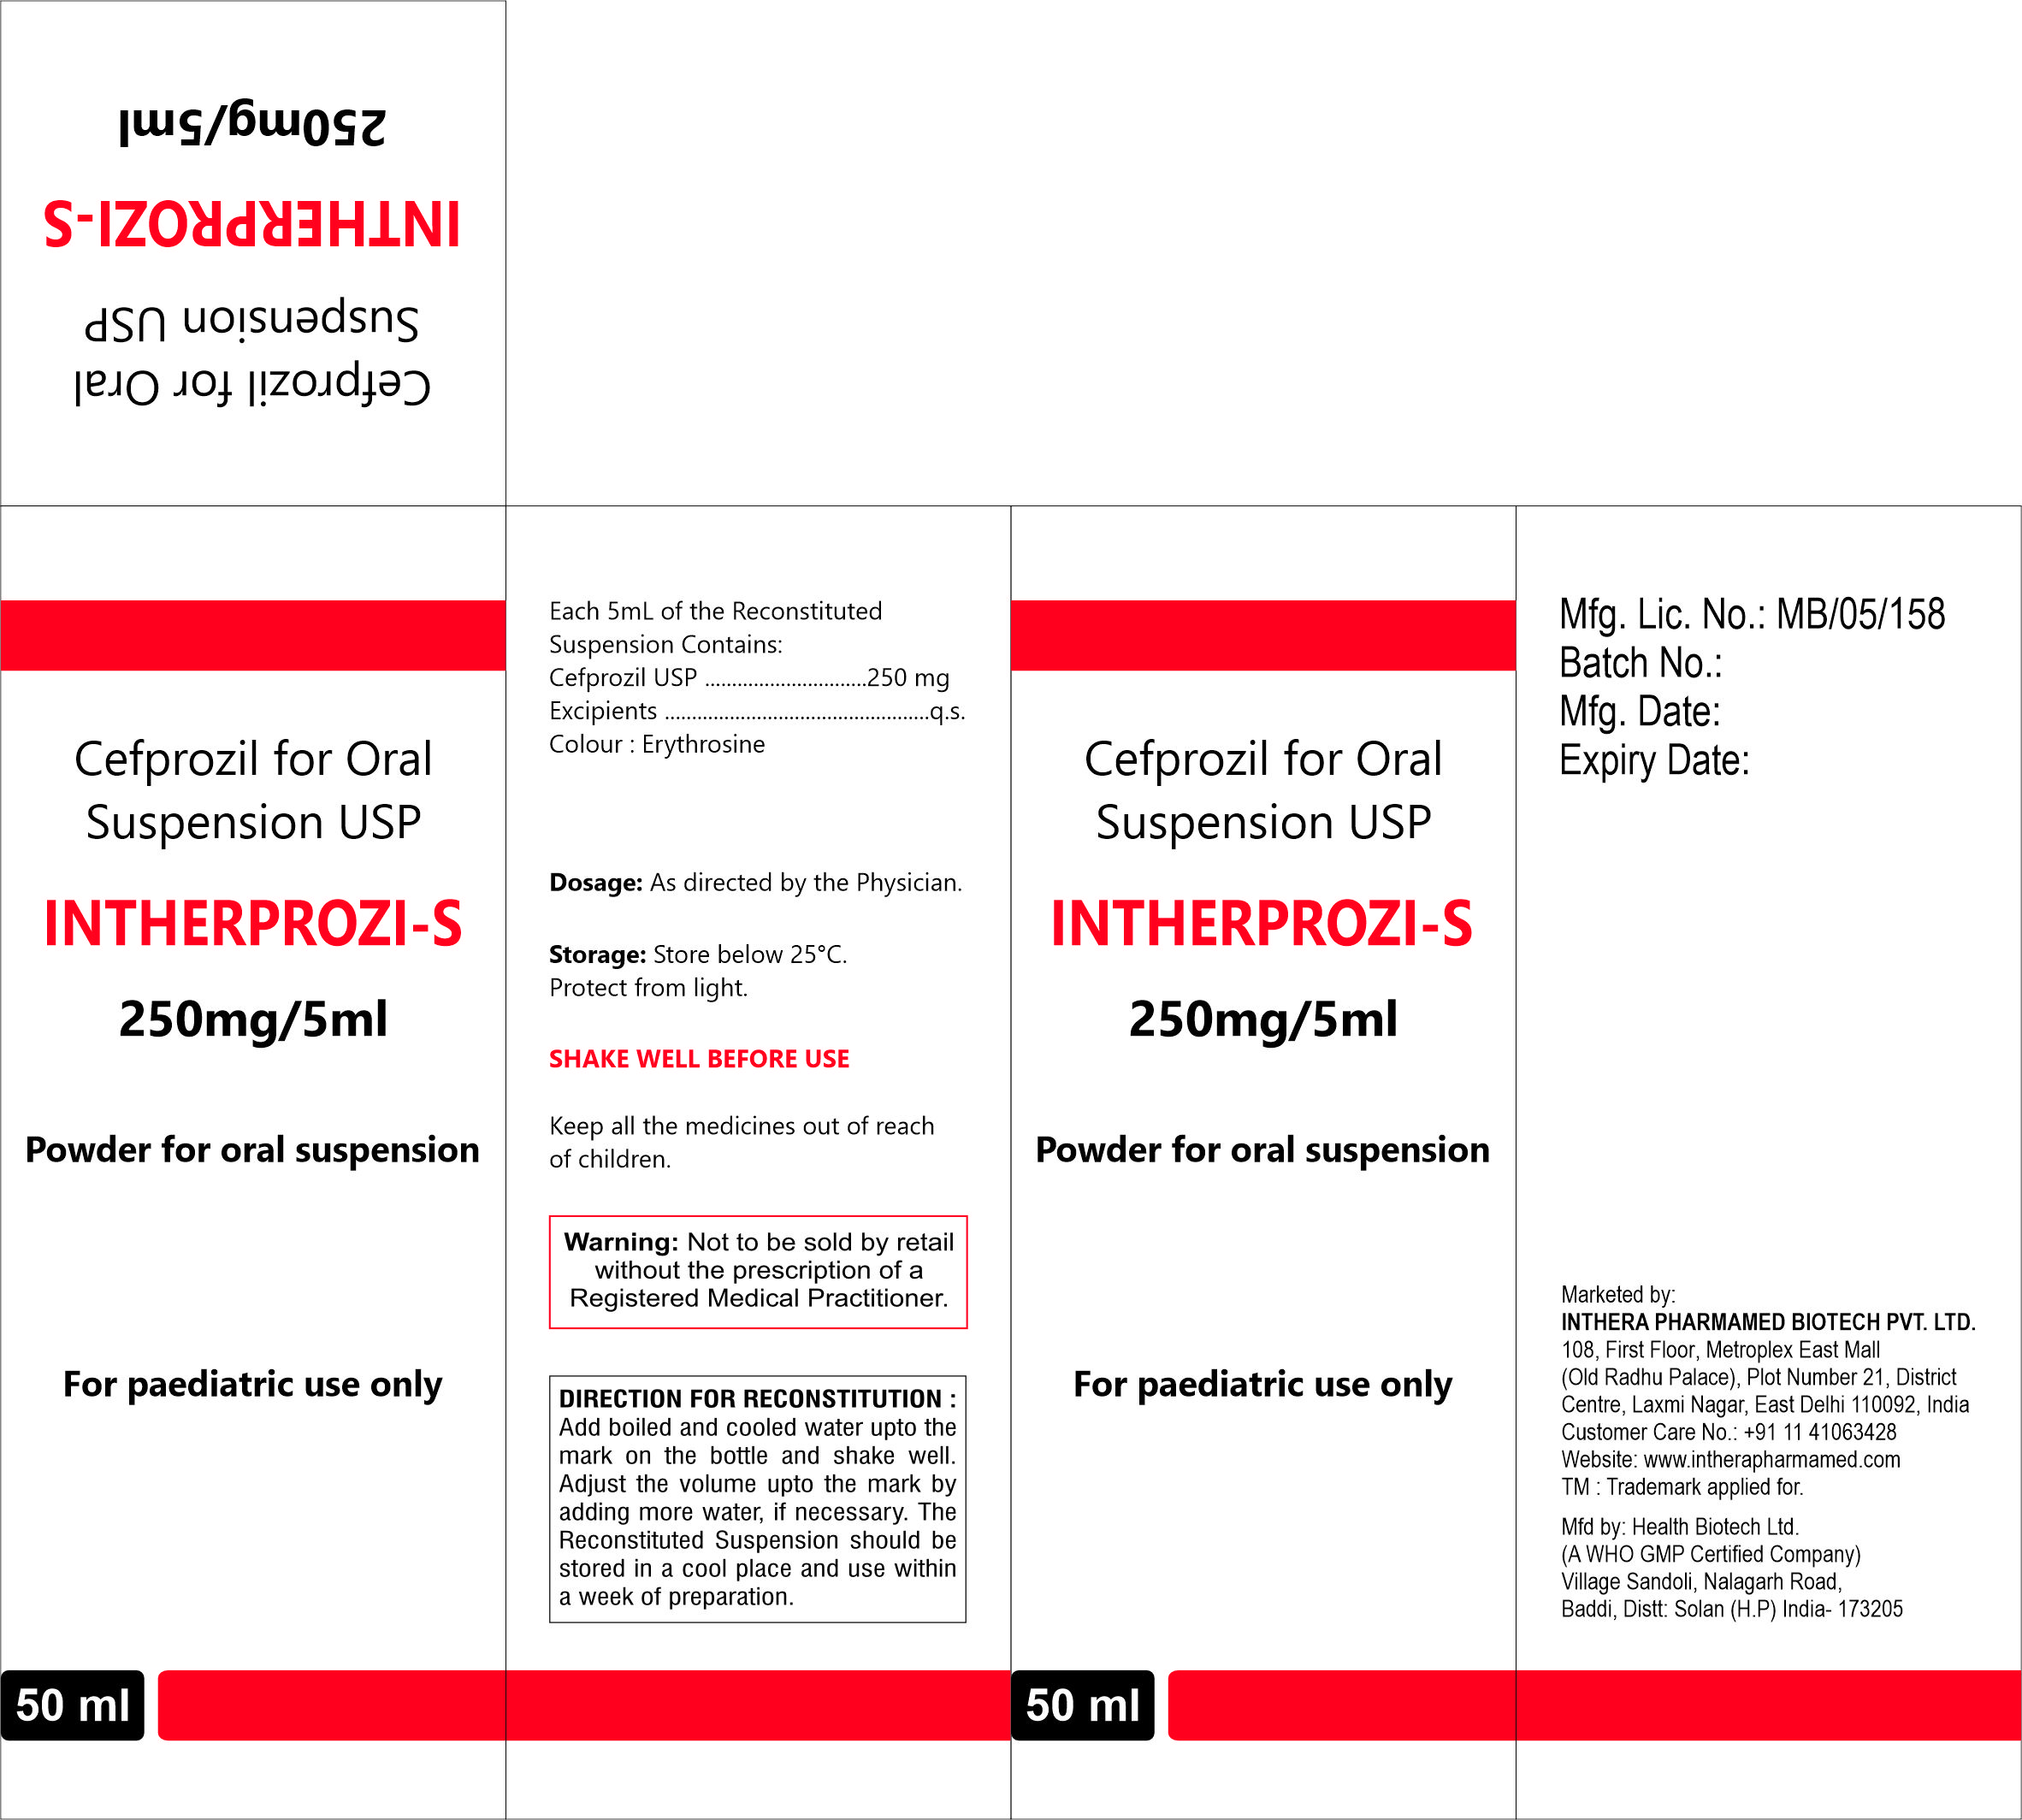 250mg/5ml
INTHERPROZI-S
Suspension USP
Cefprozil for Oral
Cefprozil for Oral
Suspension USP
INTHERPROZI-S
250mg/5ml
Powder for oral suspension
For paediatric use only
50 ml
Each 5mL of the Reconstituted
Suspension Contains:
Cefprozil USP ..............................250 mg
Excipients .................................................q.s.
Colour : Erythrosine
Dosage: As directed by the Physician.
Storage: Store below 25°C.
Protect from light.
SHAKE WELL BEFORE USE
Keep all the medicines out of reach
of children.
Warning: Not to be sold by retail
without the prescription of a
Registered Medical Practitioner.
DIRECTION FOR RECONSTITUTION :
Add boiled and cooled water upto the
mark on the bottle and shake well.
Adjust the volume upto the mark by
adding more water, if necessary. The
Reconstituted Suspension should be
stored in a cool place and use within
a week of preparation.
Cefprozil for Oral
Suspension USP
INTHERPROZI-S
250mg/5ml
Powder for oral suspension
For paediatric use only
50 ml
Mfg. Lic. No.: MB/05/158
Batch No.:
Mfg. Date:
Expiry Date:
Marketed by:
INTHERA PHARMAMED BIOTECH PVT. LTD.
108, First Floor, Metroplex East Mall
(Old Radhu Palace), Plot Number 21, District
Centre, Laxmi Nagar, East Delhi 110092, India
Customer Care No.: +91 11 41063428
Website: www.intherapharmamed.com
TM : Trademark applied for.
Mfd by: Health Biotech Ltd.
(A WHO GMP Certified Company)
Village Sandoli, Nalagarh Road,
Baddi, Distt: Solan (H.P) India- 173205